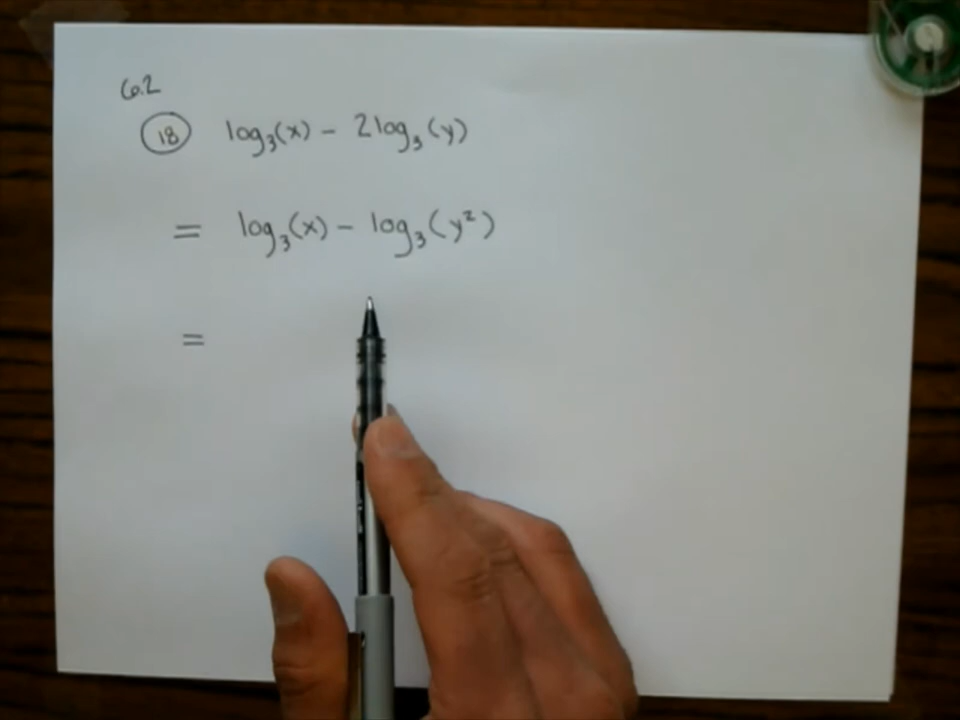 6.2
18 log₃(x) − 2log₃(y)
= log₃(x) − log₃(y²)
=